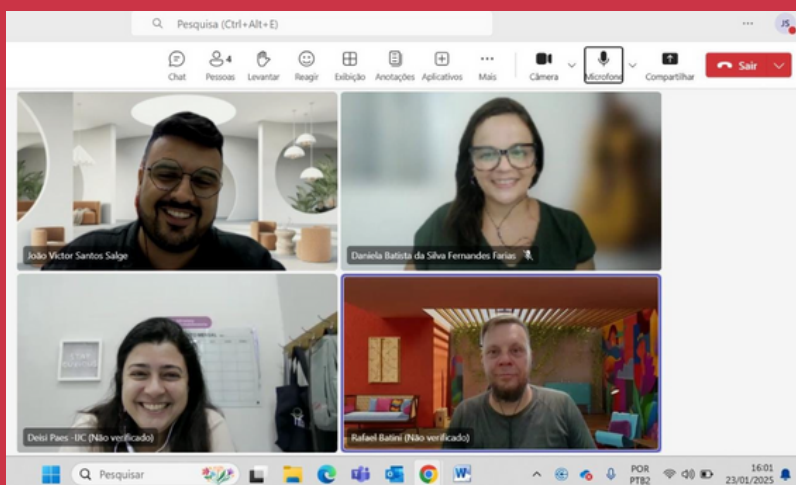 Pesquisa (Ctrl+Alt+E)
JS
Chat
4
Pessoas
Levantar
Reagir
Exibição
Anotações
Aplicativos
Mais
Câmera
Microfone
Compartilhar
Sair
João Victor Santos Salge
Daniela Batista da Silva Fernandes Farias
Deisi Paes -IJC (Não verificado)
Rafael Batini (Não verificado)
Pesquisar
POR
PTB2
16:01
23/01/2025